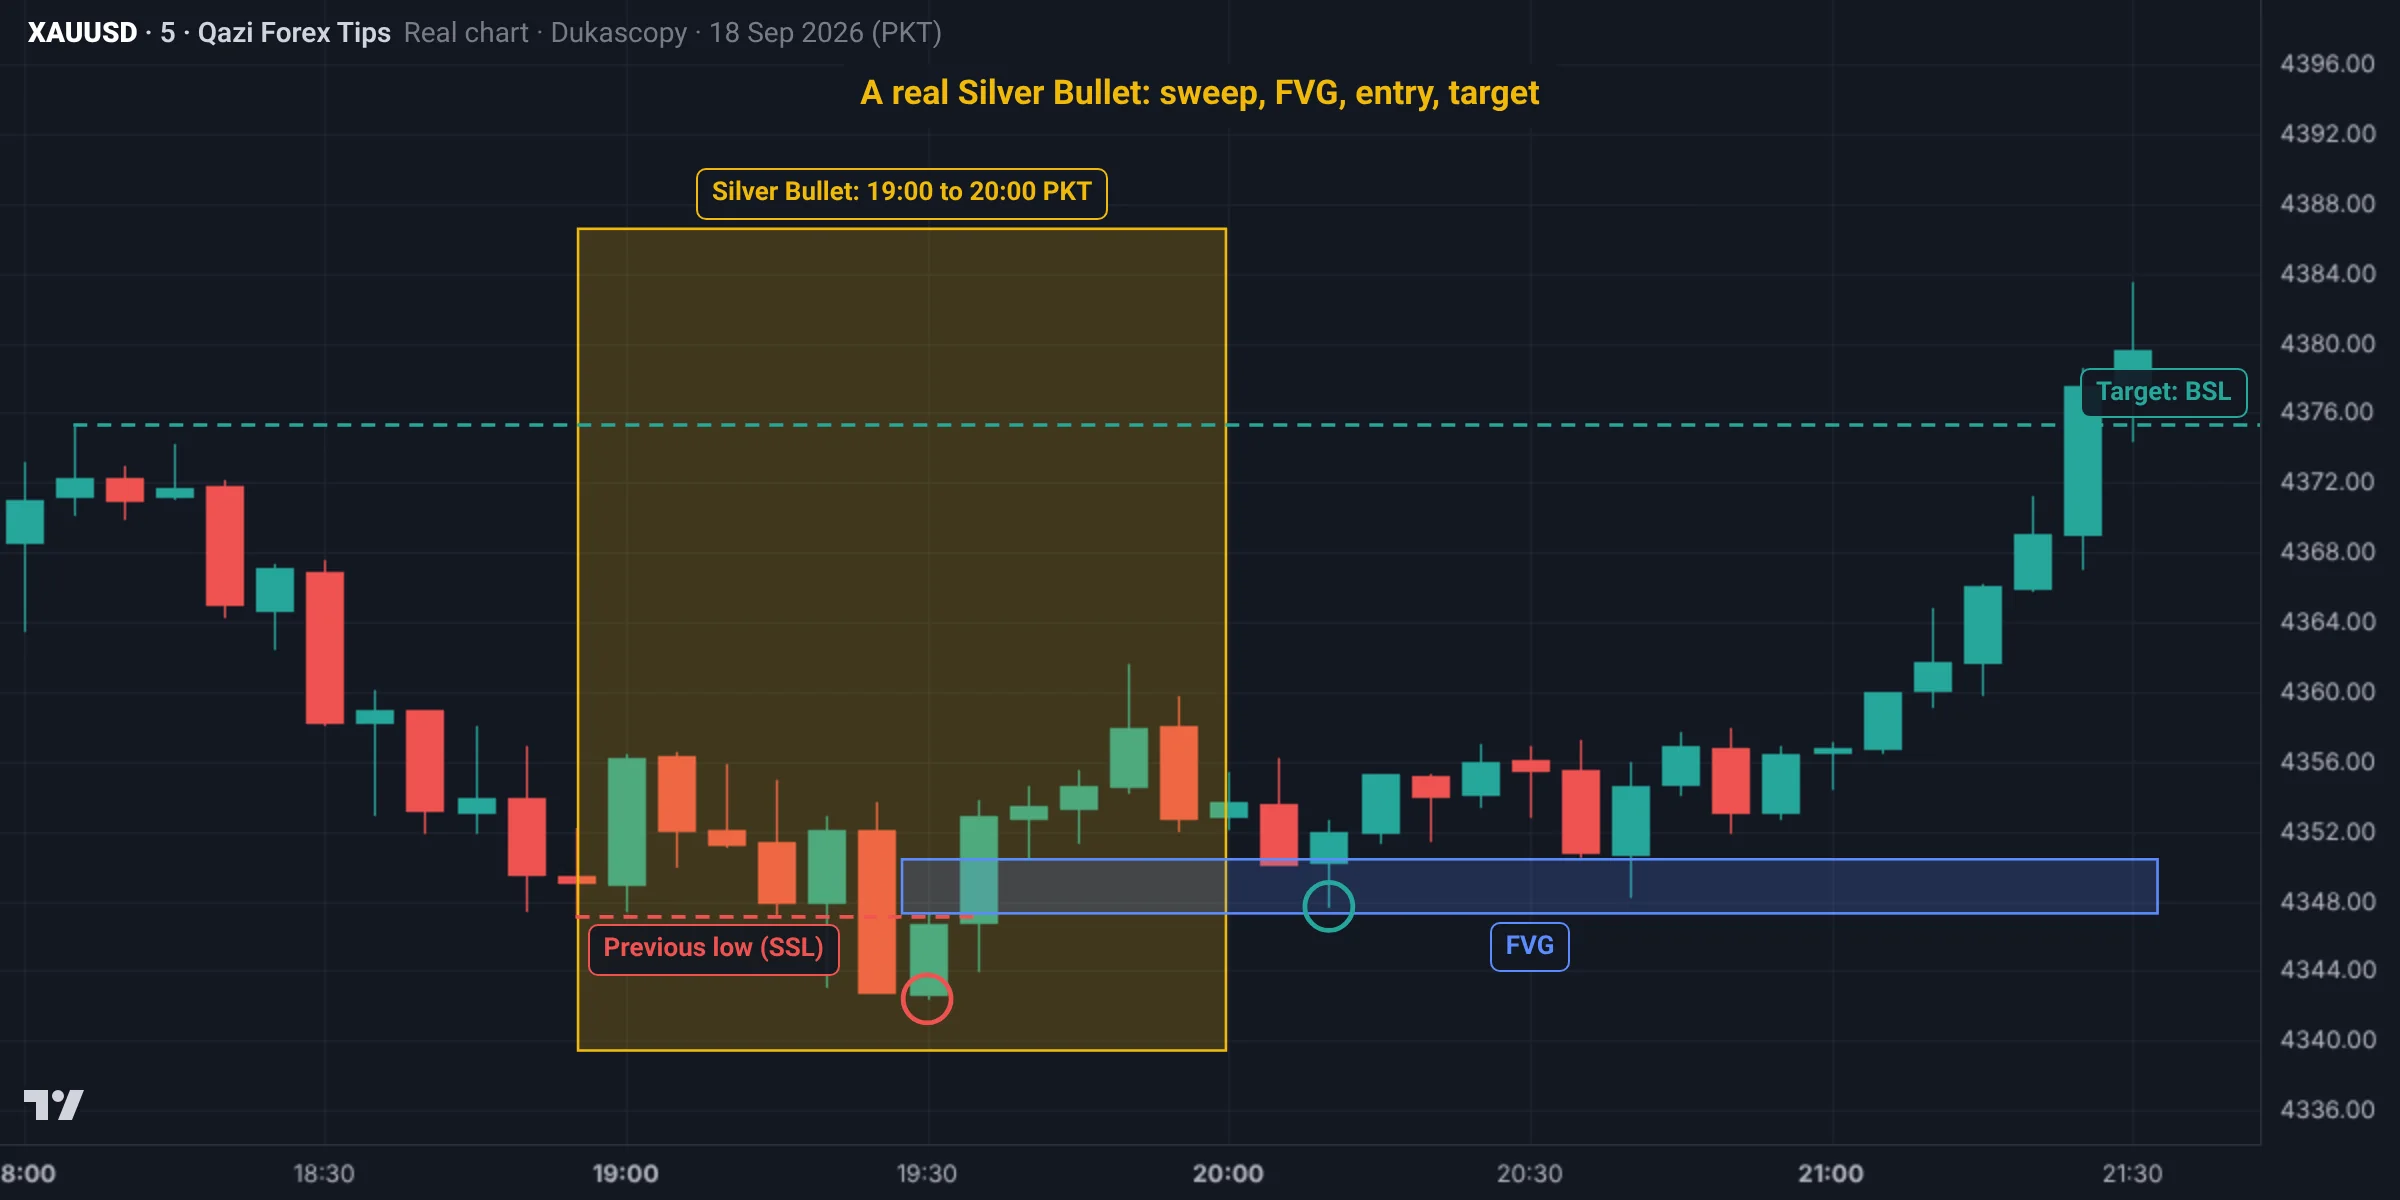 XAUUSD · 5 · Qazi Forex Tips Real chart · Dukascopy · 18 Sep 2026 (PKT)
A real Silver Bullet: sweep, FVG, entry, target
Silver Bullet: 19:00 to 20:00 PKT
Target: BSL
Previous low (SSL)
FVG
4396.00
4392.00
4388.00
4384.00
4380.00
4376.00
4372.00
4368.00
4364.00
4360.00
4356.00
4352.00
4348.00
4344.00
4340.00
4336.00
8:00 18:30 19:00 19:30 20:00 20:30 21:00 21:30